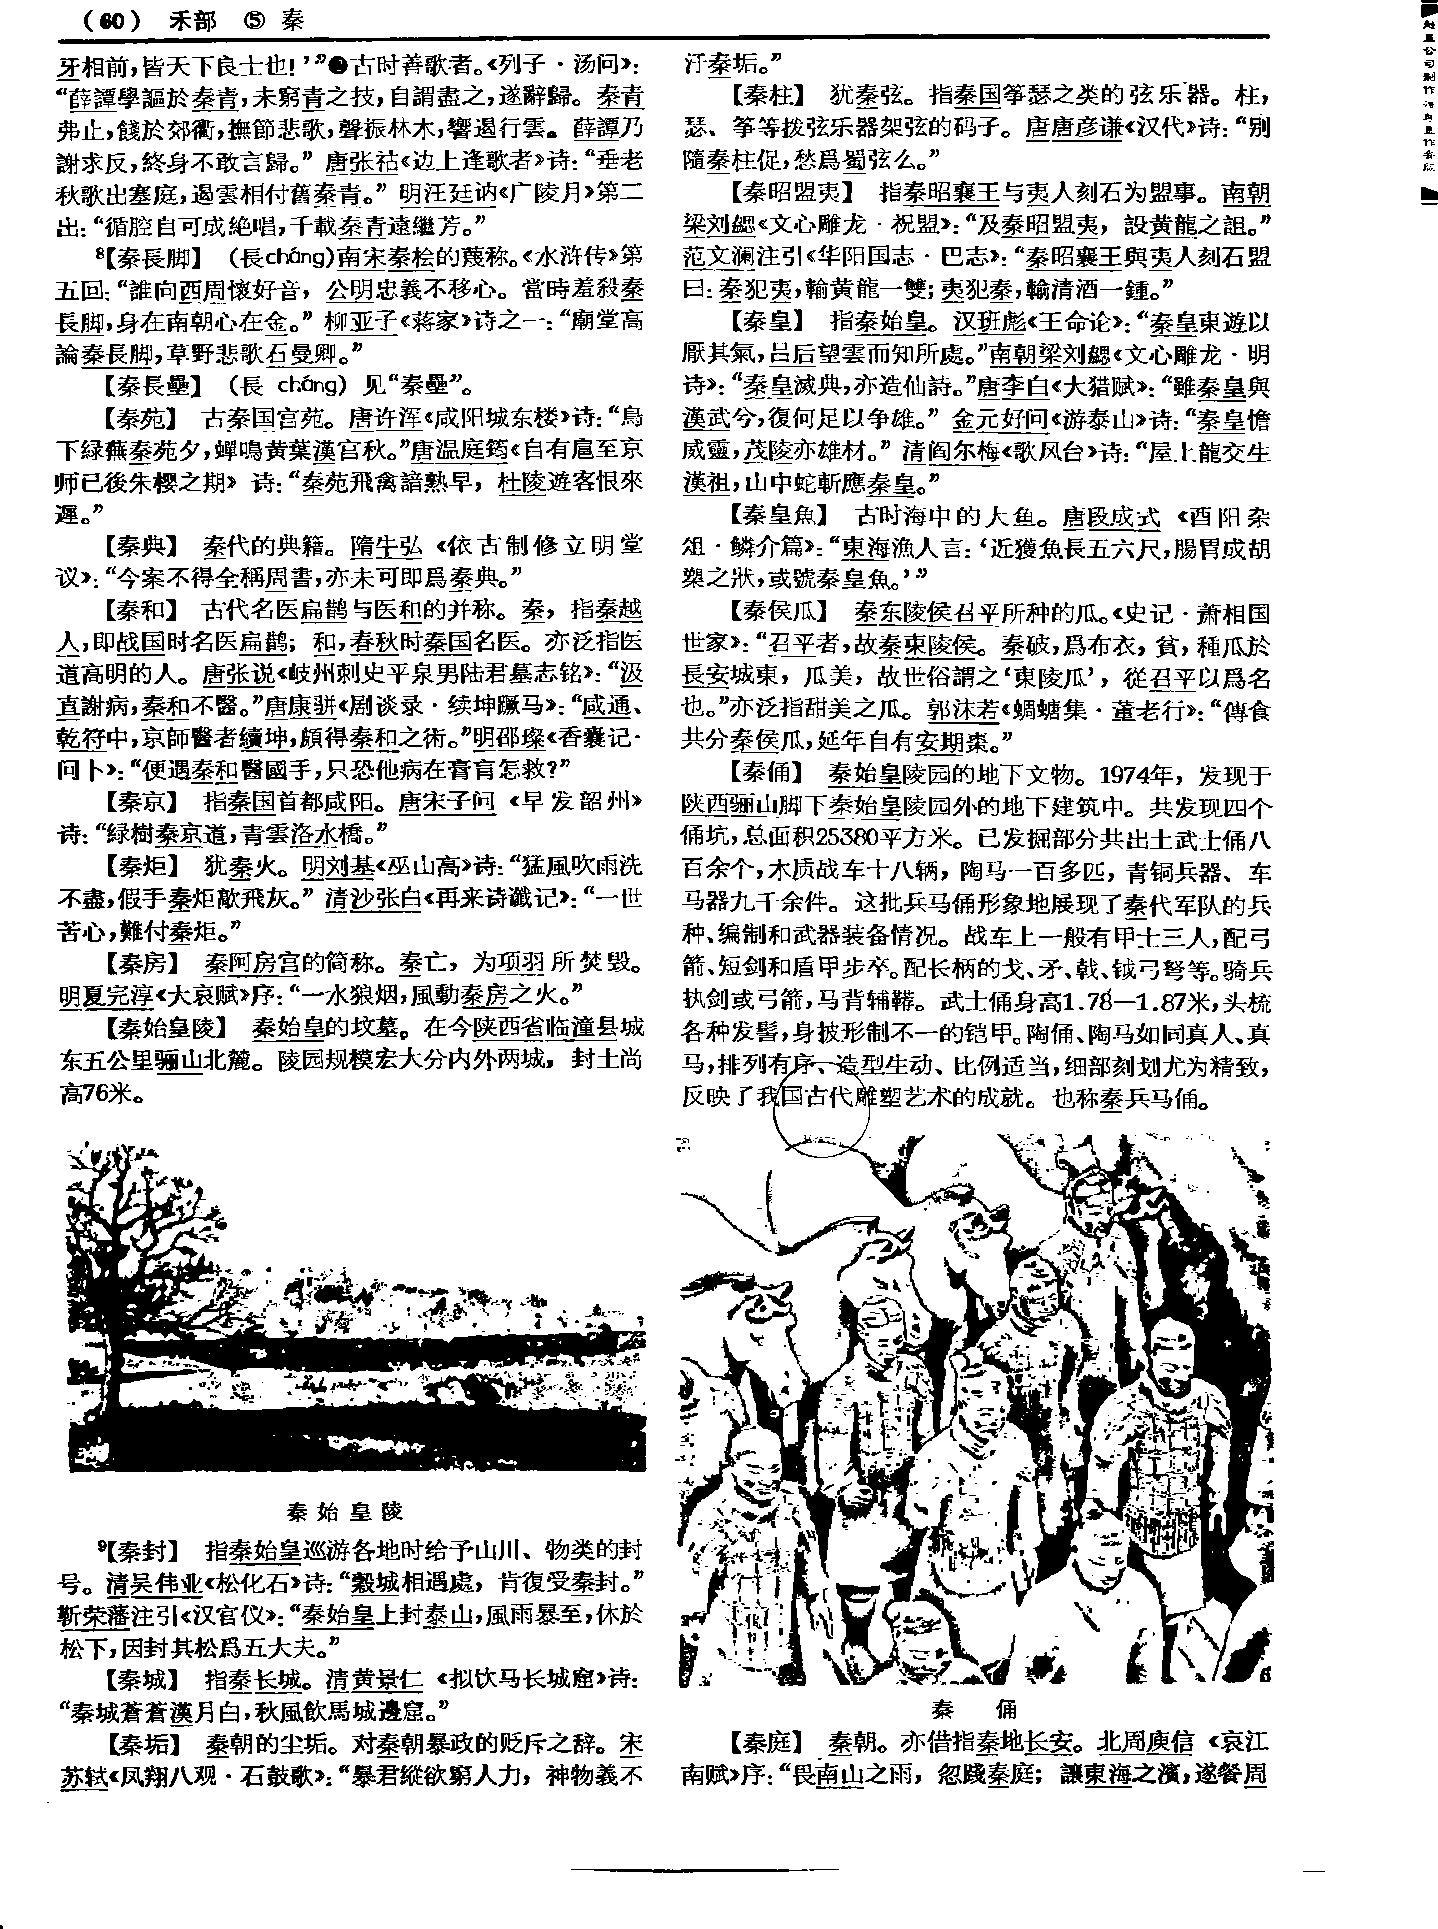 （60） 禾部 ⑤ 秦
牙相前，皆天下良士也！’”❷古时善歌者。《列子·汤问》：
“薛譚學謳於秦青，未窮青之技，自謂盡之，遂辭歸。秦青
弗止，餞於郊衢，撫節悲歌，聲振林木，響遏行雲。薛譚乃
謝求反，終身不敢言歸。”唐张祜《边上逢歌者》诗：“垂老
秋歌出塞庭，遏雲相付舊秦青。”明汪廷讷《广陵月》第二
出：“循腔自可成絶唱，千載秦青遠繼芳。”
⁸【秦長脚】（長cháng）南宋秦桧的蔑称。《水浒传》第
五回：“誰向西周懷好音，公明忠義不移心。當時羞殺秦
長脚，身在南朝心在金。”柳亚子《蒋家》诗之一：“廟堂高
論秦長脚，草野悲歌石曼卿。”
【秦長壘】（長 cháng）见“秦壘”。
【秦苑】 古秦国宫苑。唐许浑《咸阳城东楼》诗：“鳥
下緑蕪秦苑夕，蟬鳴黄葉漢宫秋。”唐温庭筠《自有扈至京
师已後朱樱之期》诗：“秦苑飛禽諳熟早，杜陵遊客恨來
遲。”
【秦典】 秦代的典籍。隋牛弘《依古制修立明堂
议》：“今案不得全稱周書，亦未可即爲秦典。”
【秦和】 古代名医扁鹊与医和的并称。秦，指秦越
人，即战国时名医扁鹊；和，春秋时秦国名医。亦泛指医
道高明的人。唐张说《岐州刺史平泉男陆君墓志铭》：“汲
直謝病，秦和不醫。”唐康骈《剧谈录·续坤蹶马》：“咸通、
乾符中，京師醫者續坤，頗得秦和之術。”明邵璨《香囊记·
问卜》：“便遇秦和醫國手，只恐他病在膏肓怎救？”
【秦京】 指秦国首都咸阳。唐宋之问《早发韶州》
诗：“緑樹秦京道，青雲洛水橋。”
【秦炬】 犹秦火。明刘基《巫山高》诗：“猛風吹雨洗
不盡，假手秦炬歊飛灰。”清沙张白《再来诗谶记》：“一世
苦心，難付秦炬。”
【秦房】 秦阿房宫的简称。秦亡，为项羽所焚毁。
明夏完淳《大哀赋》序：“一水狼烟，風動秦房之火。”
【秦始皇陵】 秦始皇的坟墓。在今陕西省临潼县城
东五公里骊山北麓。陵园规模宏大分内外两城，封土尚
高76米。
秦始皇陵
⁹【秦封】 指秦始皇巡游各地时给予山川、物类的封
号。清吴伟业《松化石》诗：“穀城相遇處，肯復受秦封。”
靳荣藩注引《汉官仪》：“秦始皇上封泰山，風雨暴至，休於
松下，因封其松爲五大夫。”
【秦城】 指秦长城。清黄景仁《拟饮马长城窟》诗：
“秦城蒼蒼漢月白，秋風飲馬城邊窟。”
【秦垢】 秦朝的尘垢。对秦朝暴政的贬斥之辞。宋
苏轼《凤翔八观·石鼓歌》：“暴君縱欲窮人力，神物義不
汙秦垢。”
【秦柱】 犹秦弦。指秦国筝瑟之类的弦乐器。柱，
瑟、筝等拨弦乐器架弦的码子。唐唐彦谦《汉代》诗：“别
隨秦柱促，愁爲蜀弦么。”
【秦昭盟夷】 指秦昭襄王与夷人刻石为盟事。南朝
梁刘勰《文心雕龙·祝盟》：“及秦昭盟夷，設黄龍之詛。”
范文澜注引《华阳国志·巴志》：“秦昭襄王與夷人刻石盟
曰：秦犯夷，輸黄龍一雙；夷犯秦，輸清酒一鍾。”
【秦皇】 指秦始皇。汉班彪《王命论》：“秦皇東遊以
厭其氣，吕后望雲而知所處。”南朝梁刘勰《文心雕龙·明
诗》：“秦皇滅典，亦造仙詩。”唐李白《大猎赋》：“雖秦皇與
漢武兮，復何足以争雄。”金元好问《游泰山》诗：“秦皇憺
威靈，茂陵亦雄材。”清阎尔梅《歌风台》诗：“屋上龍交生
漢祖，山中蛇斬應秦皇。”
【秦皇魚】 古时海中的大鱼。唐段成式《酉阳杂
俎·鳞介篇》：“東海漁人言：‘近獲魚長五六尺，腸胃成胡
槊之狀，或號秦皇魚。’”
【秦侯瓜】 秦东陵侯召平所种的瓜。《史记·萧相国
世家》：“召平者，故秦東陵侯。秦破，爲布衣，貧，種瓜於
長安城東，瓜美，故世俗謂之‘東陵瓜’，從召平以爲名
也。”亦泛指甜美之瓜。郭沫若《蜩螗集·董老行》：“傳食
共分秦侯瓜，延年自有安期棗。”
【秦俑】 秦始皇陵园的地下文物。1974年，发现于
陕西骊山脚下秦始皇陵园外的地下建筑中。共发现四个
俑坑，总面积25380平方米。已发掘部分共出土武士俑八
百余个，木质战车十八辆，陶马一百多匹，青铜兵器、车
马器九千余件。这批兵马俑形象地展现了秦代军队的兵
种、编制和武器装备情况。战车上一般有甲士三人，配弓
箭、短剑和盾甲步卒。配长柄的戈、矛、戟、钺弓弩等。骑兵
执剑或弓箭，马背辅鞯。武士俑身高1.78—1.87米，头梳
各种发髻，身披形制不一的铠甲。陶俑、陶马如同真人、真
马，排列有序、造型生动、比例适当，细部刻划尤为精致，
反映了我国古代雕塑艺术的成就。也称秦兵马俑。
秦 俑
【秦庭】 秦朝。亦借指秦地长安。北周庾信《哀江
南赋》序：“畏南山之雨，忽踐秦庭；讓東海之濱，遂餐周